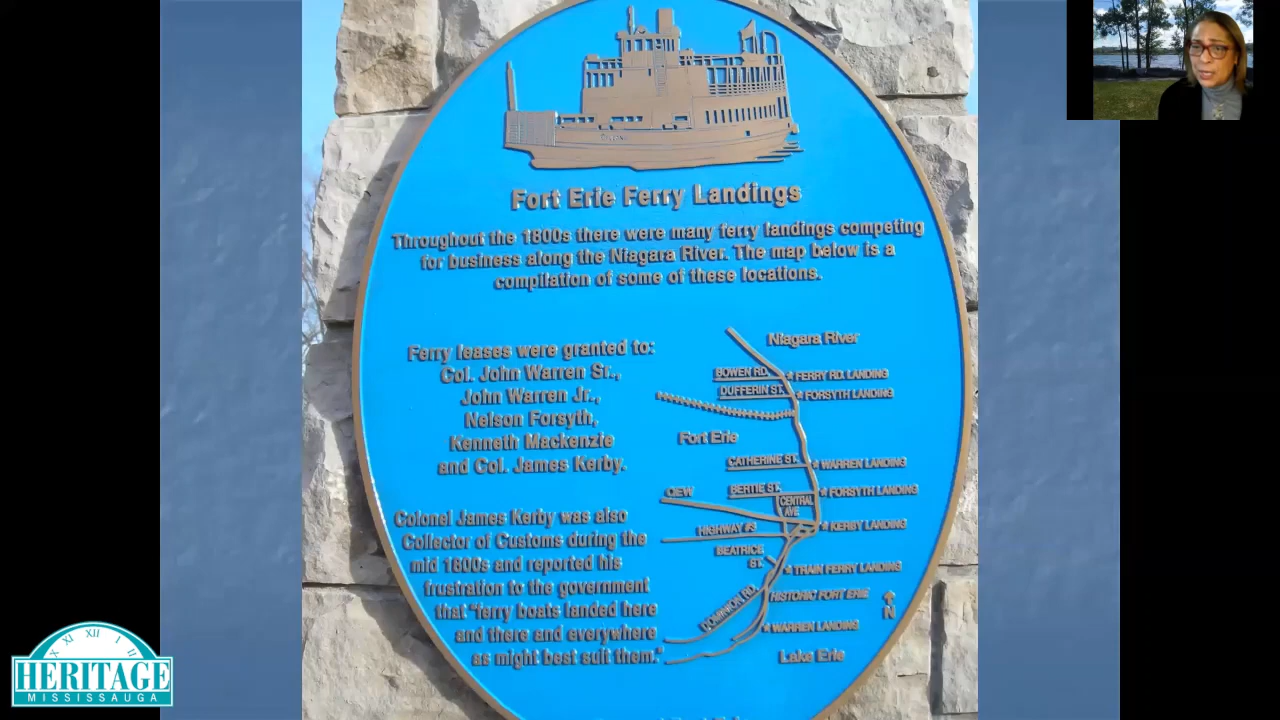 Fort Erie Ferry Landings
Throughout the 1800s there were many ferry landings competing
for business along the Niagara River. The map below is a
compilation of some of these locations.
Ferry leases were granted to:
Col. John Warren Sr.,
John Warren Jr.,
Nelson Forsyth,
Kenneth Mackenzie
and Col. James Kerby.
Colonel James Kerby was also
Collector of Customs during the
mid 1800s and reported his
frustration to the government
that "ferry boats landed here
and there and everywhere
as might best suit them."
Niagara River
BOWEN RD.
FERRY RD. LANDING
DUFFERIN ST.
FORSYTH LANDING
Fort Erie
CATHERINE ST.
WARREN LANDING
QEW
BERTIE ST.
FORSYTH LANDING
CENTRAL
AVE
HIGHWAY #3
KERBY LANDING
BEATRICE
ST.
TRAIN FERRY LANDING
DOMINION RD.
HISTORIC FORT ERIE
N
WARREN LANDING
Lake Erie
XI XII I
X II
HERITAGE
MISSISSAUGA